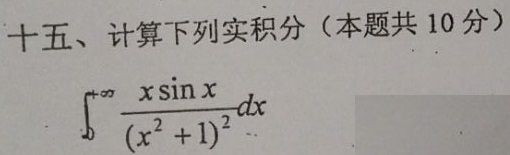 十五、计算下列实积分（本题共 10 分）
∫₀^{+∞} \frac{x sin x}{(x² + 1)²} dx